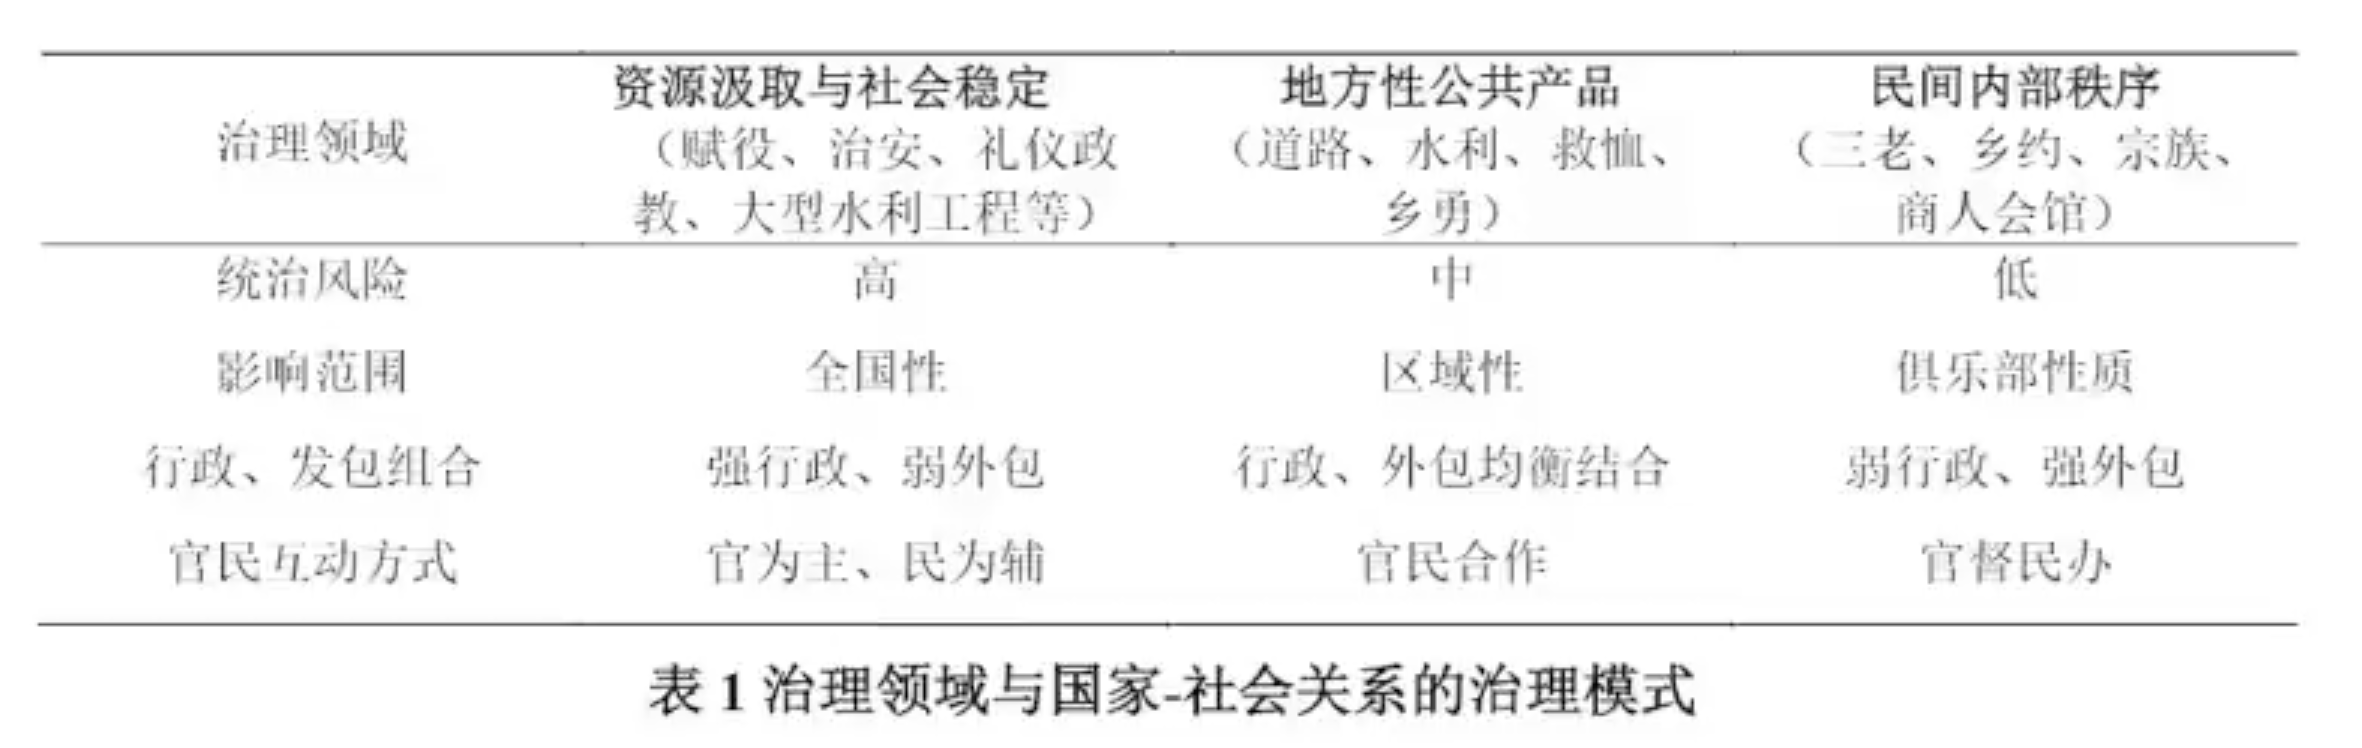 治理领域 资源汲取与社会稳定 地方性公共产品 民间内部秩序
（赋役、治安、礼仪政 （道路、水利、救恤、 （三老、乡约、宗族、
教、大型水利工程等） 乡勇） 商人会馆）
统治风险 高 中 低
影响范围 全国性 区域性 俱乐部性质
行政、发包组合 强行政、弱外包 行政、外包均衡结合 弱行政、强外包
官民互动方式 官为主、民为辅 官民合作 官督民办
表 1 治理领域与国家-社会关系的治理模式